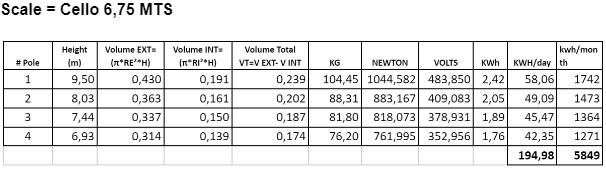 Scale = Cello 6,75 MTS
# Pole Height (m) Volume EXT= (π*RE²*H) Volume INT= (π*RI²*H) Volume Total VT=V EXT- V INT KG NEWTON VOLTS KWh KWH/day kwh/month
1 9,50 0,430 0,191 0,239 104,45 1044,582 483,850 2,42 58,06 1742
2 8,03 0,363 0,161 0,202 88,31 883,167 409,083 2,05 49,09 1473
3 7,44 0,337 0,150 0,187 81,80 818,073 378,931 1,89 45,47 1364
4 6,93 0,314 0,139 0,174 76,20 761,995 352,956 1,76 42,35 1271
194,98 5849